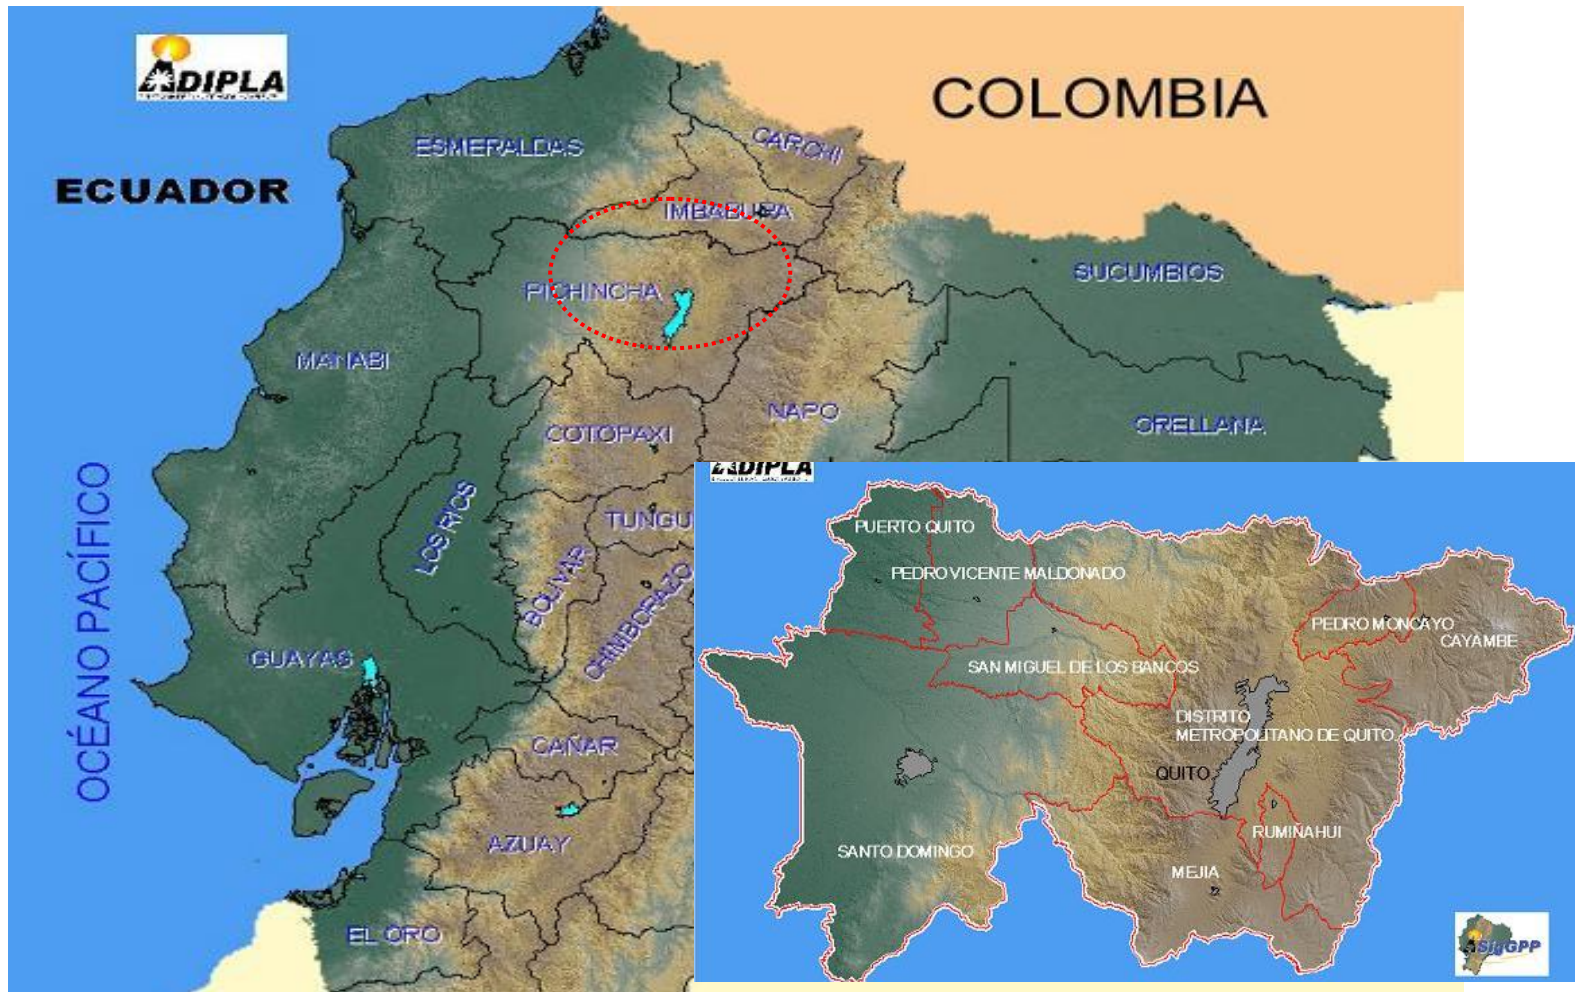 ADIPLA
COLOMBIA
ECUADOR
ESMERALDAS
CARCHI
IMBABURA
PICHINCHA
SUCUMBIOS
MANABI
NAPO
COTOPAXI
ORELLANA
OCÉANO PACÍFICO
LOS RIOS
TUNGU
BOLIVAR
CHIMBORAZO
GUAYAS
CAÑAR
AZUAY
EL ORO
ADIPLA
PUERTO QUITO
PEDRO VICENTE MALDONADO
PEDRO MONCAYO
CAYAMBE
SAN MIGUEL DE LOS BANCOS
DISTRITO
METROPOLITANO DE QUITO
QUITO
RUMIÑAHUI
SANTO DOMINGO
MEJIA
SigGPP